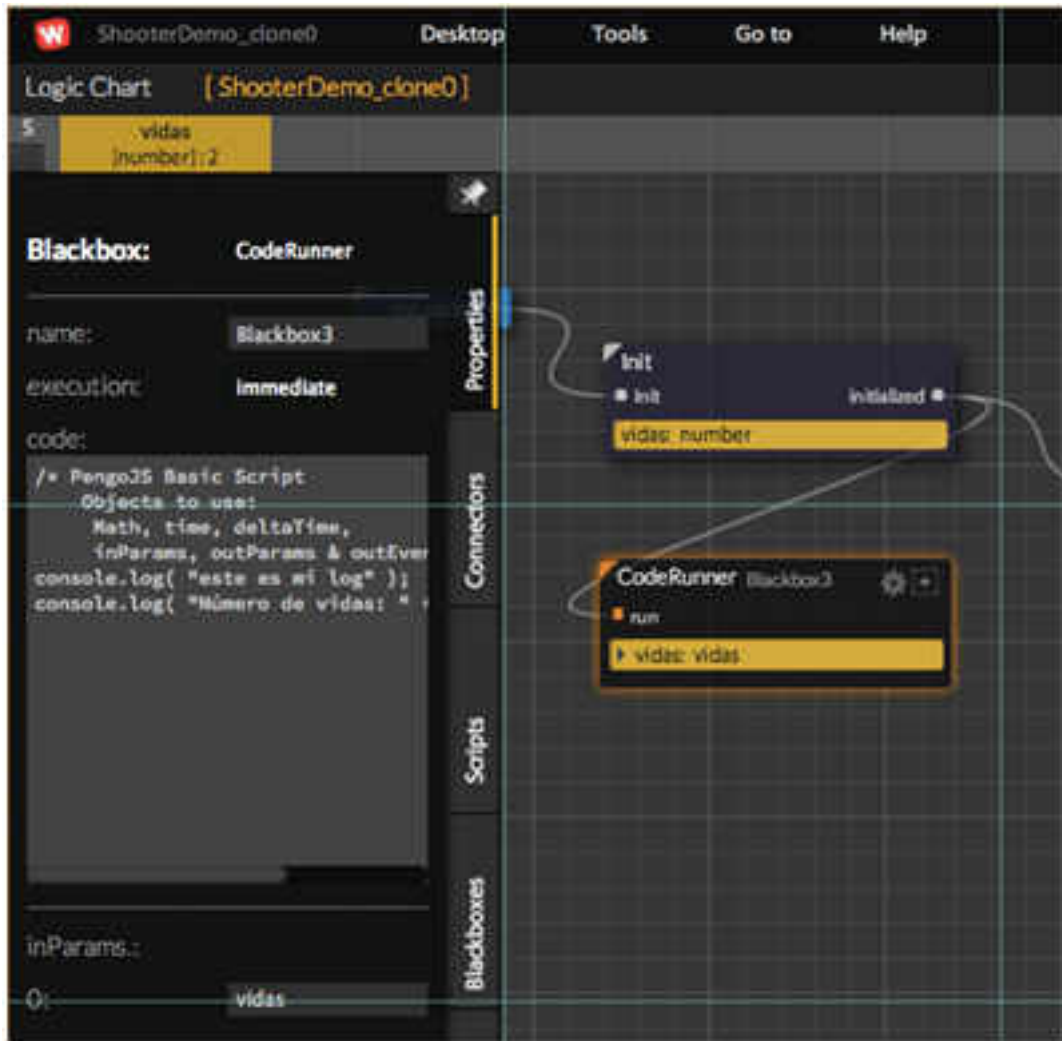 ShooterDemo_clone0 Desktop Tools Go to Help
Logic Chart [ ShooterDemo_clone0 ]
S
vidas
[number]: 2
Blackbox: CodeRunner
name: Blackbox3
execution: immediate
code:
/* PengoJS Basic Script
Objects to use:
Math, time, deltaTime,
inParams, outParams & outEven
console.log( "este es mi log" );
console.log( "Número de vidas: "
inParams.:
0: vidas
Properties
Connectors
Scripts
Blackboxes
Init
init initialized
vidas: number
CodeRunner Blackbox3
run
vidas: vidas